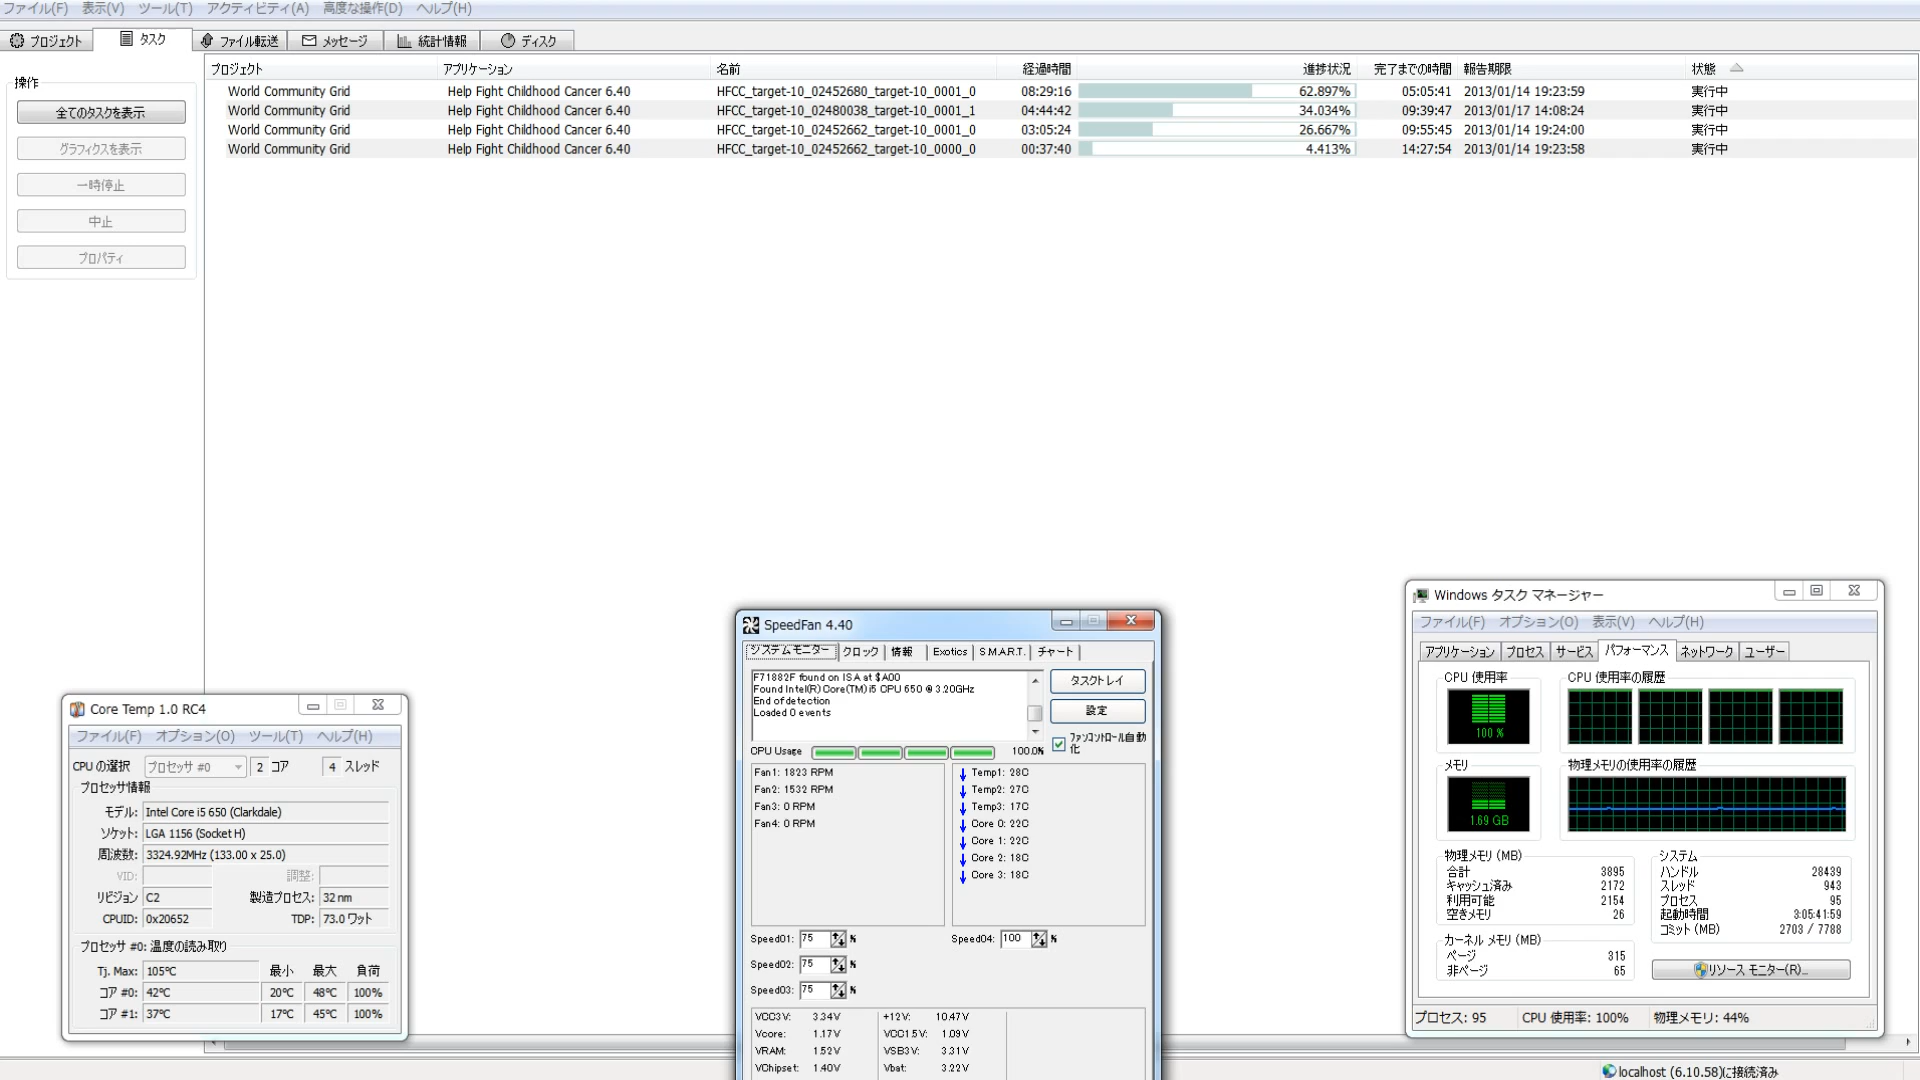 ファイル(F) 表示(V) ツール(T) アクティビティ(A) 高度な操作(D) ヘルプ(H)
プロジェクト タスク ファイル転送 メッセージ 統計情報 ディスク
操作
全てのタスクを表示
グラフィクスを表示
一時停止
中止
プロパティ
プロジェクト アプリケーション 名前 経過時間 進捗状況 完了までの時間 報告期限 状態
World Community Grid Help Fight Childhood Cancer 6.40 HFCC_target-10_02452680_target-10_0001_0 08:29:16 62.897% 05:05:41 2013/01/14 19:23:59 実行中
World Community Grid Help Fight Childhood Cancer 6.40 HFCC_target-10_02480038_target-10_0001_1 04:44:42 34.034% 09:39:47 2013/01/17 14:08:24 実行中
World Community Grid Help Fight Childhood Cancer 6.40 HFCC_target-10_02452662_target-10_0001_0 03:05:24 26.667% 09:55:45 2013/01/14 19:24:00 実行中
World Community Grid Help Fight Childhood Cancer 6.40 HFCC_target-10_02452662_target-10_0000_0 00:37:40 4.413% 14:27:54 2013/01/14 19:23:58 実行中
Core Temp 1.0 RC4
ファイル(F) オプション(O) ツール(T) ヘルプ(H)
CPU の選択 プロセッサ #0 2 コア 4 スレッド
プロセッサ情報
モデル: Intel Core i5 650 (Clarkdale)
ソケット: LGA 1156 (Socket H)
周波数: 3324.92MHz (133.00 x 25.0)
VID: 調整:
リビジョン C2 製造プロセス: 32 nm
CPUID: 0x20652 TDP: 73.0 ワット
プロセッサ #0: 温度の読み取り
Tj. Max: 105℃ 最小 最大 負荷
コア #0: 42℃ 20℃ 48℃ 100%
コア #1: 37℃ 17℃ 45℃ 100%
SpeedFan 4.40
システムモニター クロック 情報 Exotics S.M.A.R.T. チャート
F71882F found on ISA at $A00
Found Intel(R) Core(TM) i5 CPU 650 @ 3.20GHz
End of detection
Loaded 0 events
タスクトレイ
設定
ファンコントロール自動化
CPU Usage 100.0%
Fan1: 1823 RPM
Fan2: 1532 RPM
Fan3: 0 RPM
Fan4: 0 RPM
Temp1: 28C
Temp2: 27C
Temp3: 17C
Core 0: 22C
Core 1: 22C
Core 2: 18C
Core 3: 18C
Speed01: 75 % Speed04: 100 %
Speed02: 75 %
Speed03: 75 %
VCC3V: 3.34V +12V: 10.47V
Vcore: 1.17V VCC1.5V: 1.09V
VRAM: 1.52V VSB3V: 3.31V
VChipset: 1.40V Vbat: 3.22V
Windows タスク マネージャー
ファイル(F) オプション(O) 表示(V) ヘルプ(H)
アプリケーション プロセス サービス パフォーマンス ネットワーク ユーザー
CPU 使用率 CPU 使用率の履歴
100 %
メモリ 物理メモリの使用率の履歴
1.69 GB
物理メモリ (MB)
合計 3895
キャッシュ済み 2172
利用可能 2154
空きメモリ 26
カーネル メモリ (MB)
ページ 315
非ページ 65
システム
ハンドル 28439
スレッド 943
プロセス 95
起動時間 3:05:41:59
コミット (MB) 2703 / 7788
リソース モニター(R)...
プロセス: 95 CPU 使用率: 100% 物理メモリ: 44%
localhost (6.10.58)に接続済み